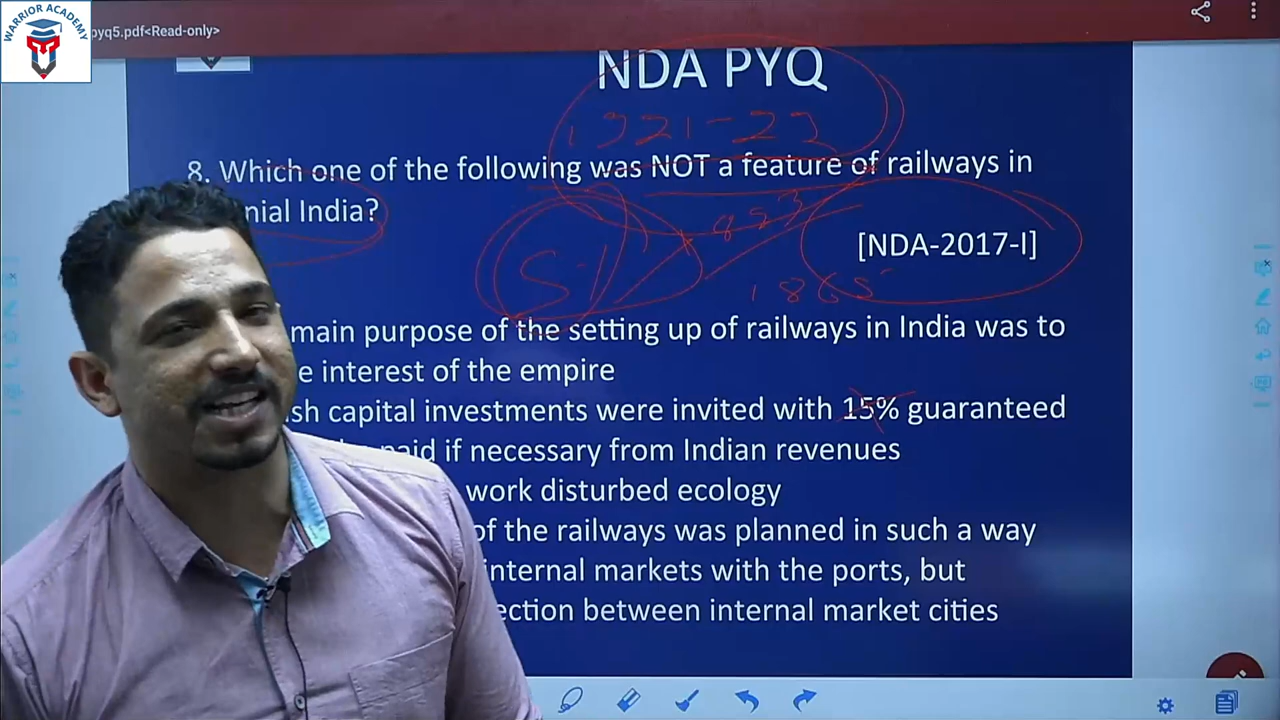 WARRIOR ACADEMY
pyq5.pdf<Read-only>
NDA PYQ
1921-22
8. Which one of the following was NOT a feature of railways in
nial India?
1853
[NDA-2017-I]
1865
main purpose of the setting up of railways in India was to
e interest of the empire
sh capital investments were invited with 15% guaranteed
paid if necessary from Indian revenues
work disturbed ecology
of the railways was planned in such a way
internal markets with the ports, but
ection between internal market cities